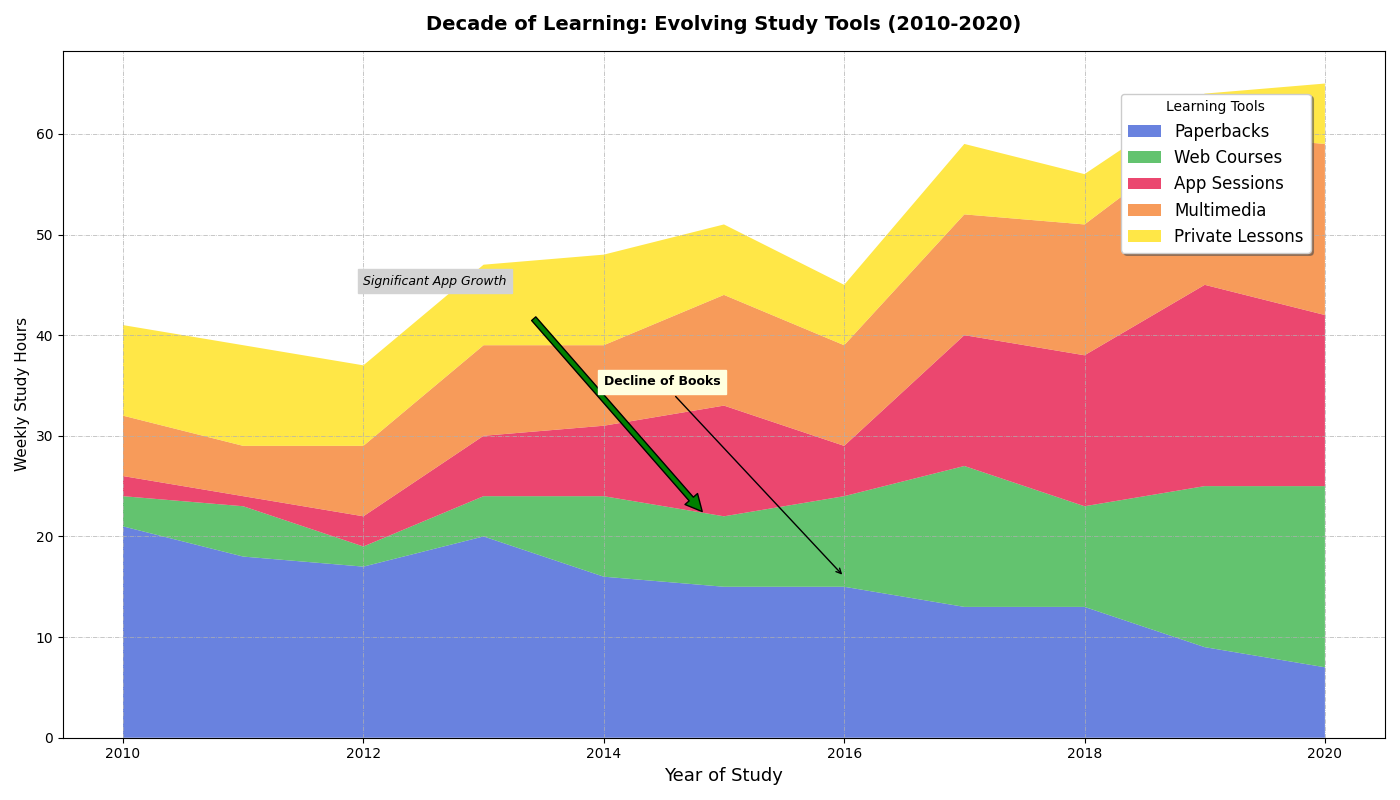 Decade of Learning: Evolving Study Tools (2010-2020)
Weekly Study Hours
60
50
40
30
20
10
0
Significant App Growth
Decline of Books
Learning Tools
Paperbacks
Web Courses
App Sessions
Multimedia
Private Lessons
2010 2012 2014 2016 2018 2020
Year of Study